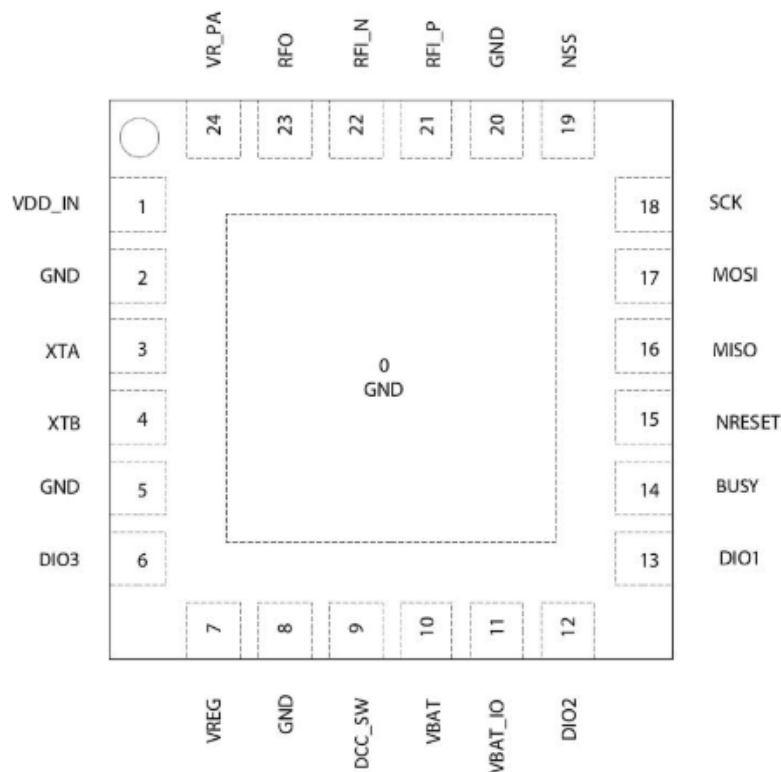 VR_PA
RFO
RFI_N
RFI_P
GND
NSS
24
23
22
21
20
19
VDD_IN
1
18
SCK
GND
2
17
MOSI
XTA
3
16
MISO
0
GND
XTB
4
15
NRESET
GND
5
14
BUSY
DIO3
6
13
DIO1
7
8
9
10
11
12
VREG
GND
DCC_SW
VBAT
VBAT_IO
DIO2